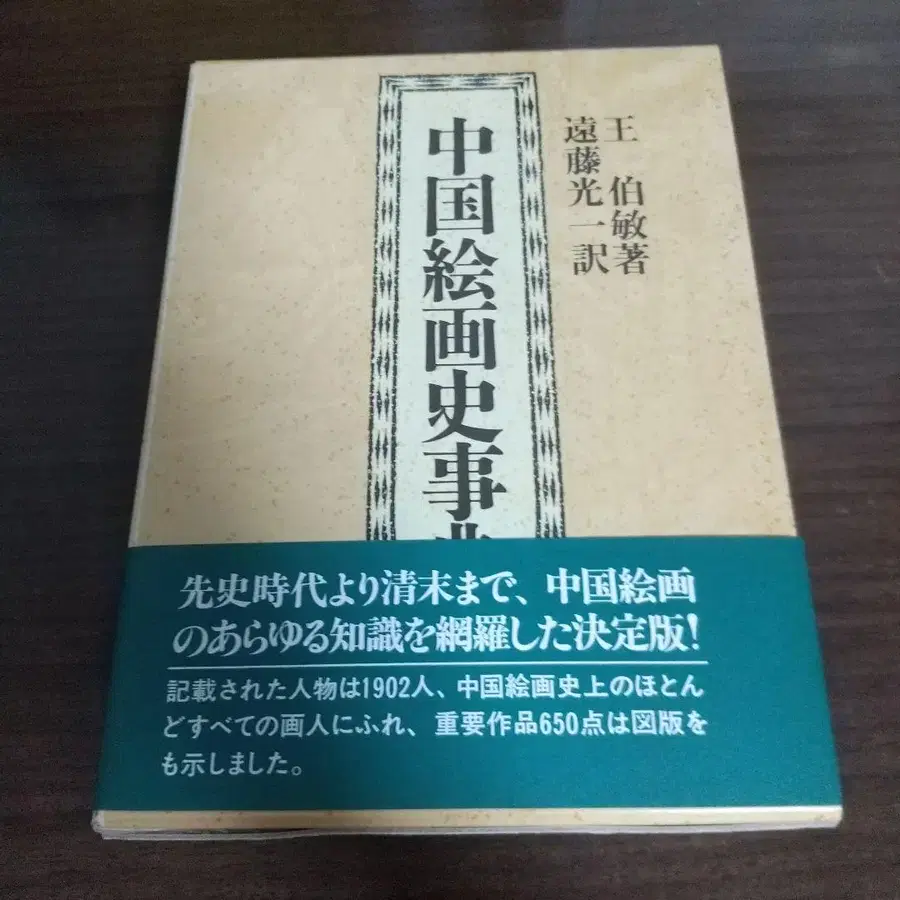 王 伯敏著
遠藤光一訳
中国絵画史事典
先史時代より清末まで、中国絵画
のあらゆる知識を網羅した決定版!
記載された人物は1902人、中国絵画史上のほとん
どすべての画人にふれ、重要作品650点は図版を
も示しました。